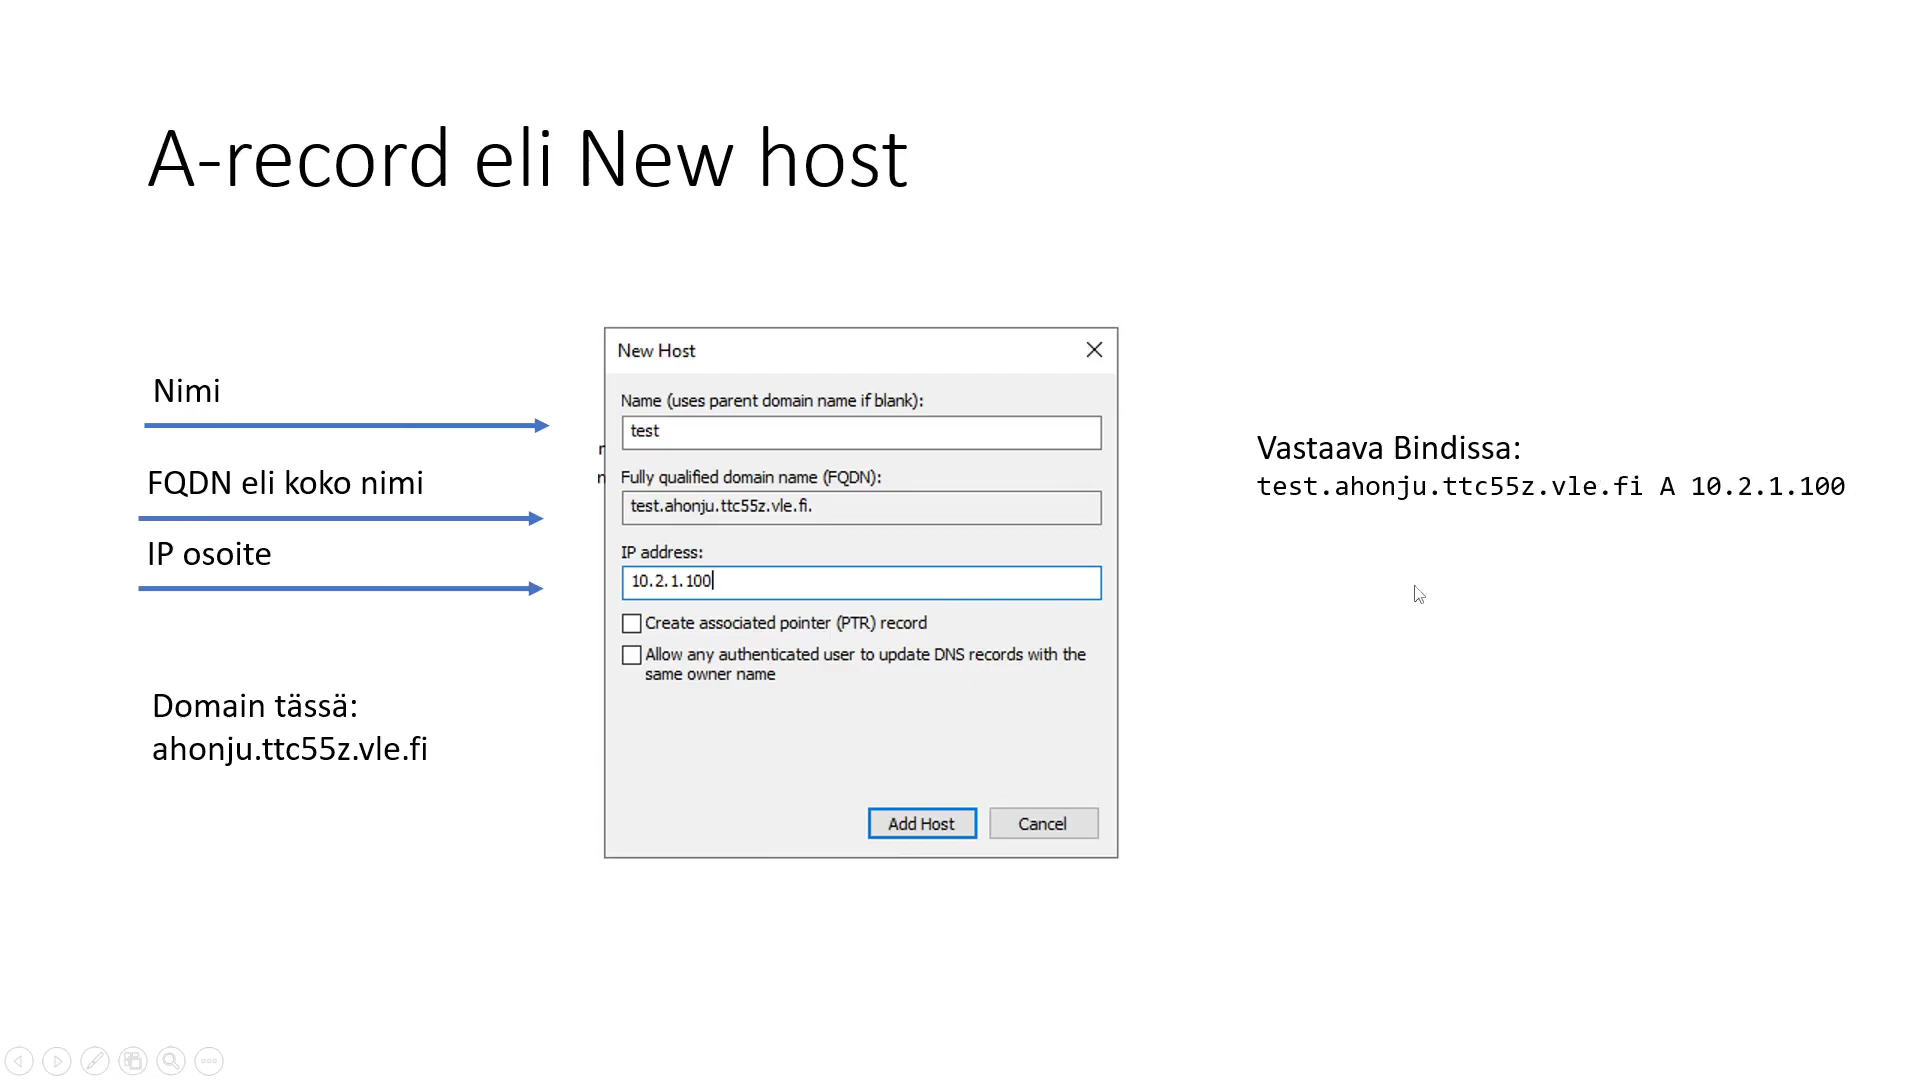 A-record eli New host
Nimi
FQDN eli koko nimi
IP osoite
Domain tässä:
ahonju.ttc55z.vle.fi
New Host
Name (uses parent domain name if blank):
test
Fully qualified domain name (FQDN):
test.ahonju.ttc55z.vle.fi.
IP address:
10.2.1.100
Create associated pointer (PTR) record
Allow any authenticated user to update DNS records with the
same owner name
Add Host
Cancel
Vastaava Bindissa:
test.ahonju.ttc55z.vle.fi A 10.2.1.100